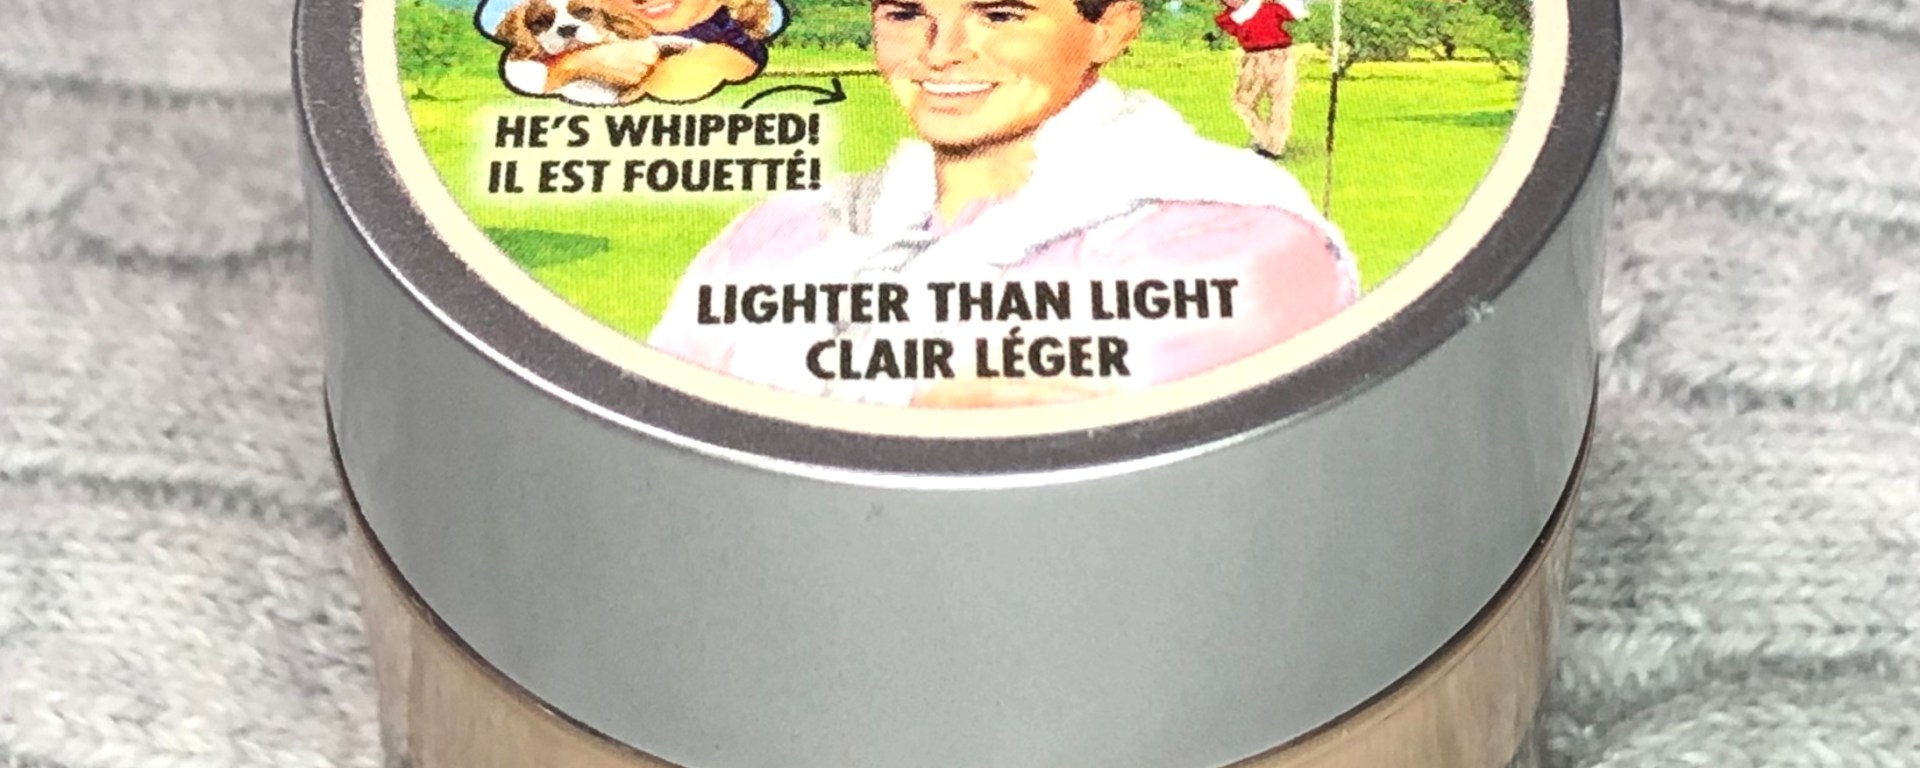 HE'S WHIPPED!
IL EST FOUETTÉ!
LIGHTER THAN LIGHT
CLAIR LÉGER